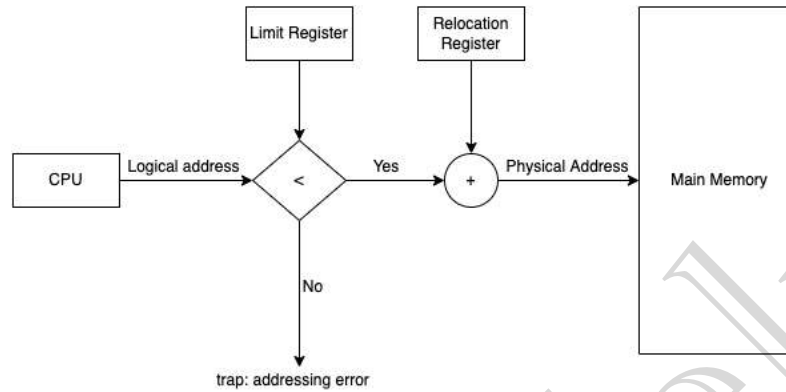 Limit Register
Relocation
Register
CPU
Logical address
<
Yes
+
Physical Address
Main Memory
No
trap: addressing error